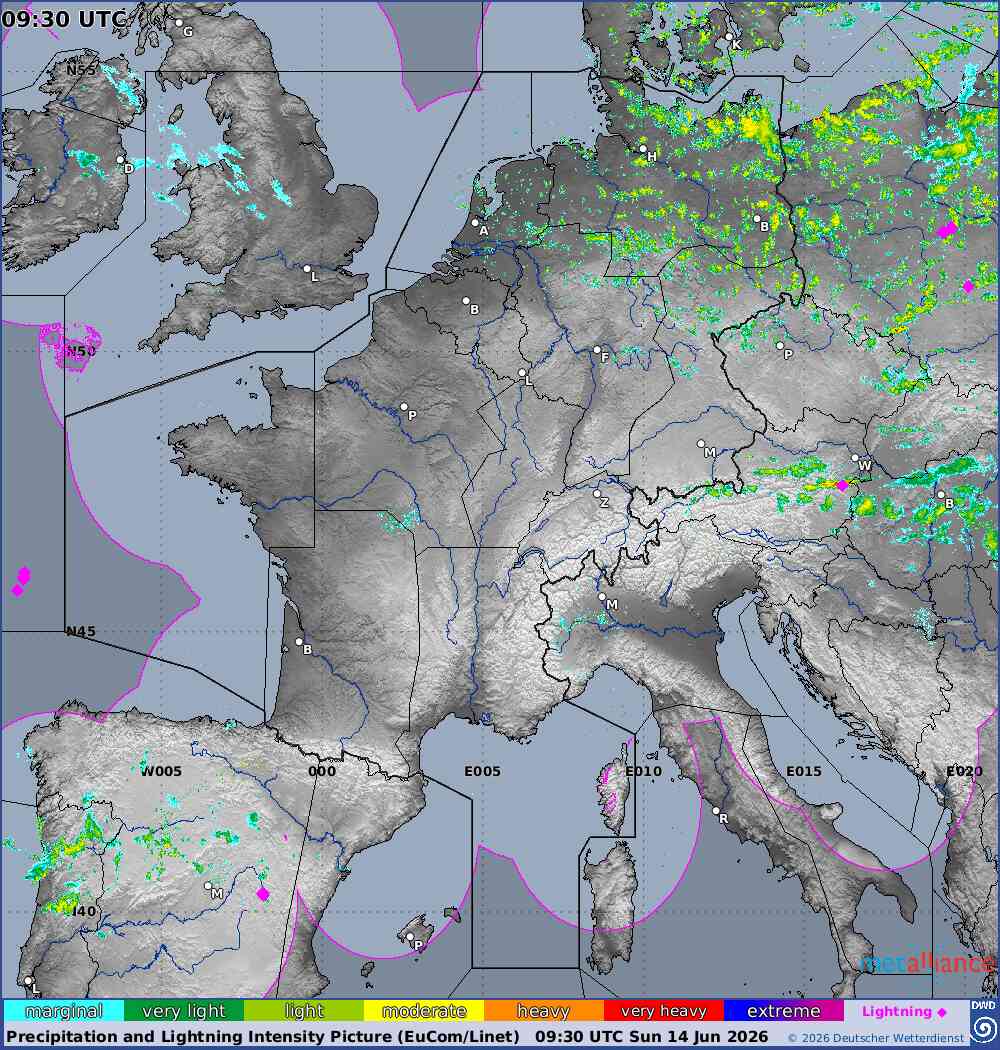 09:30 UTC
G
K
N55
H
D
A
B
L
B
N50
P
F
L
P
M
W
Z
B
M
N45
B
W005
000
E005
E010
E015
E020
R
M
N40
P
L
metalliance
marginal very light light moderate heavy very heavy extreme Lightning
DWD
Precipitation and Lightning Intensity Picture (EuCom/Linet) 09:30 UTC Sun 14 Jun 2026 © 2026 Deutscher Wetterdienst